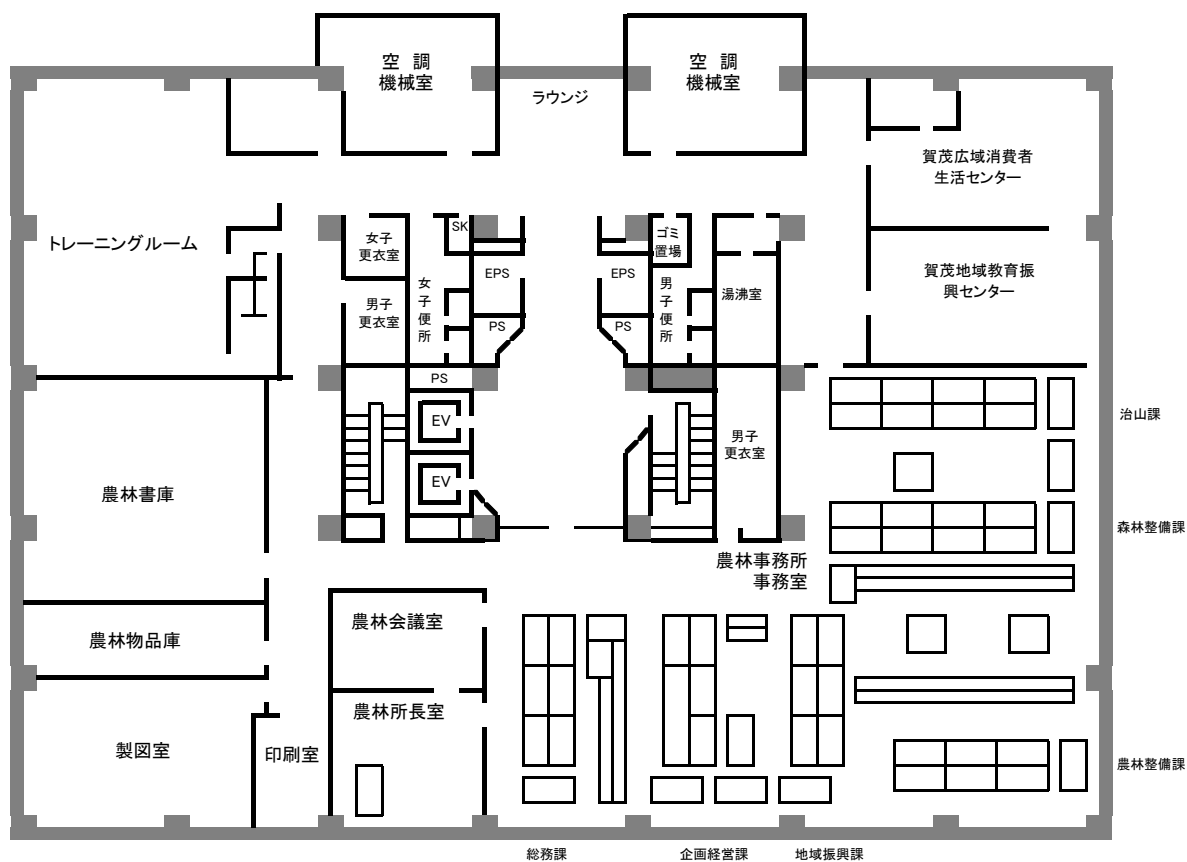 空 調
機械室
空 調
機械室
ラウンジ
賀茂広域消費者
生活センター
トレーニングルーム
女子
更衣室
SK
ゴミ
置場
EPS
EPS
賀茂地域教育振
興センター
男子
更衣室
女子便所
男子便所
湯沸室
PS
PS
PS
EV
治山課
男子
更衣室
農林書庫
EV
森林整備課
農林事務所
事務室
農林会議室
農林物品庫
農林所長室
製図室
印刷室
農林整備課
総務課
企画経営課
地域振興課